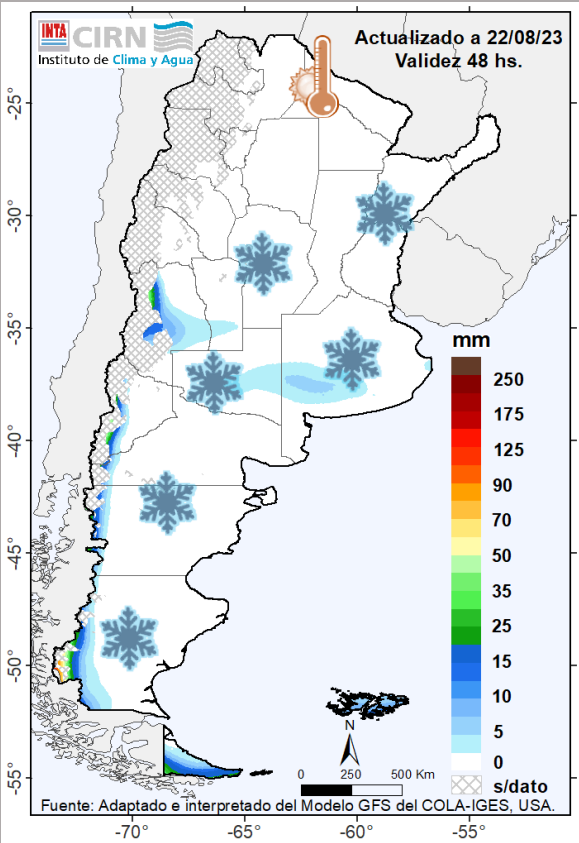 INTA CIRN
Instituto de Clima y Agua
Actualizado a 22/08/23
Validez 48 hs.
25°
30°
35°
40°
45°
50°
55°
mm
250
175
125
90
70
50
35
25
15
10
5
0
s/dato
N
0 250 500 Km
Fuente: Adaptado e interpretado del Modelo GFS del COLA-IGES, USA.
-70° -65° -60° -55°